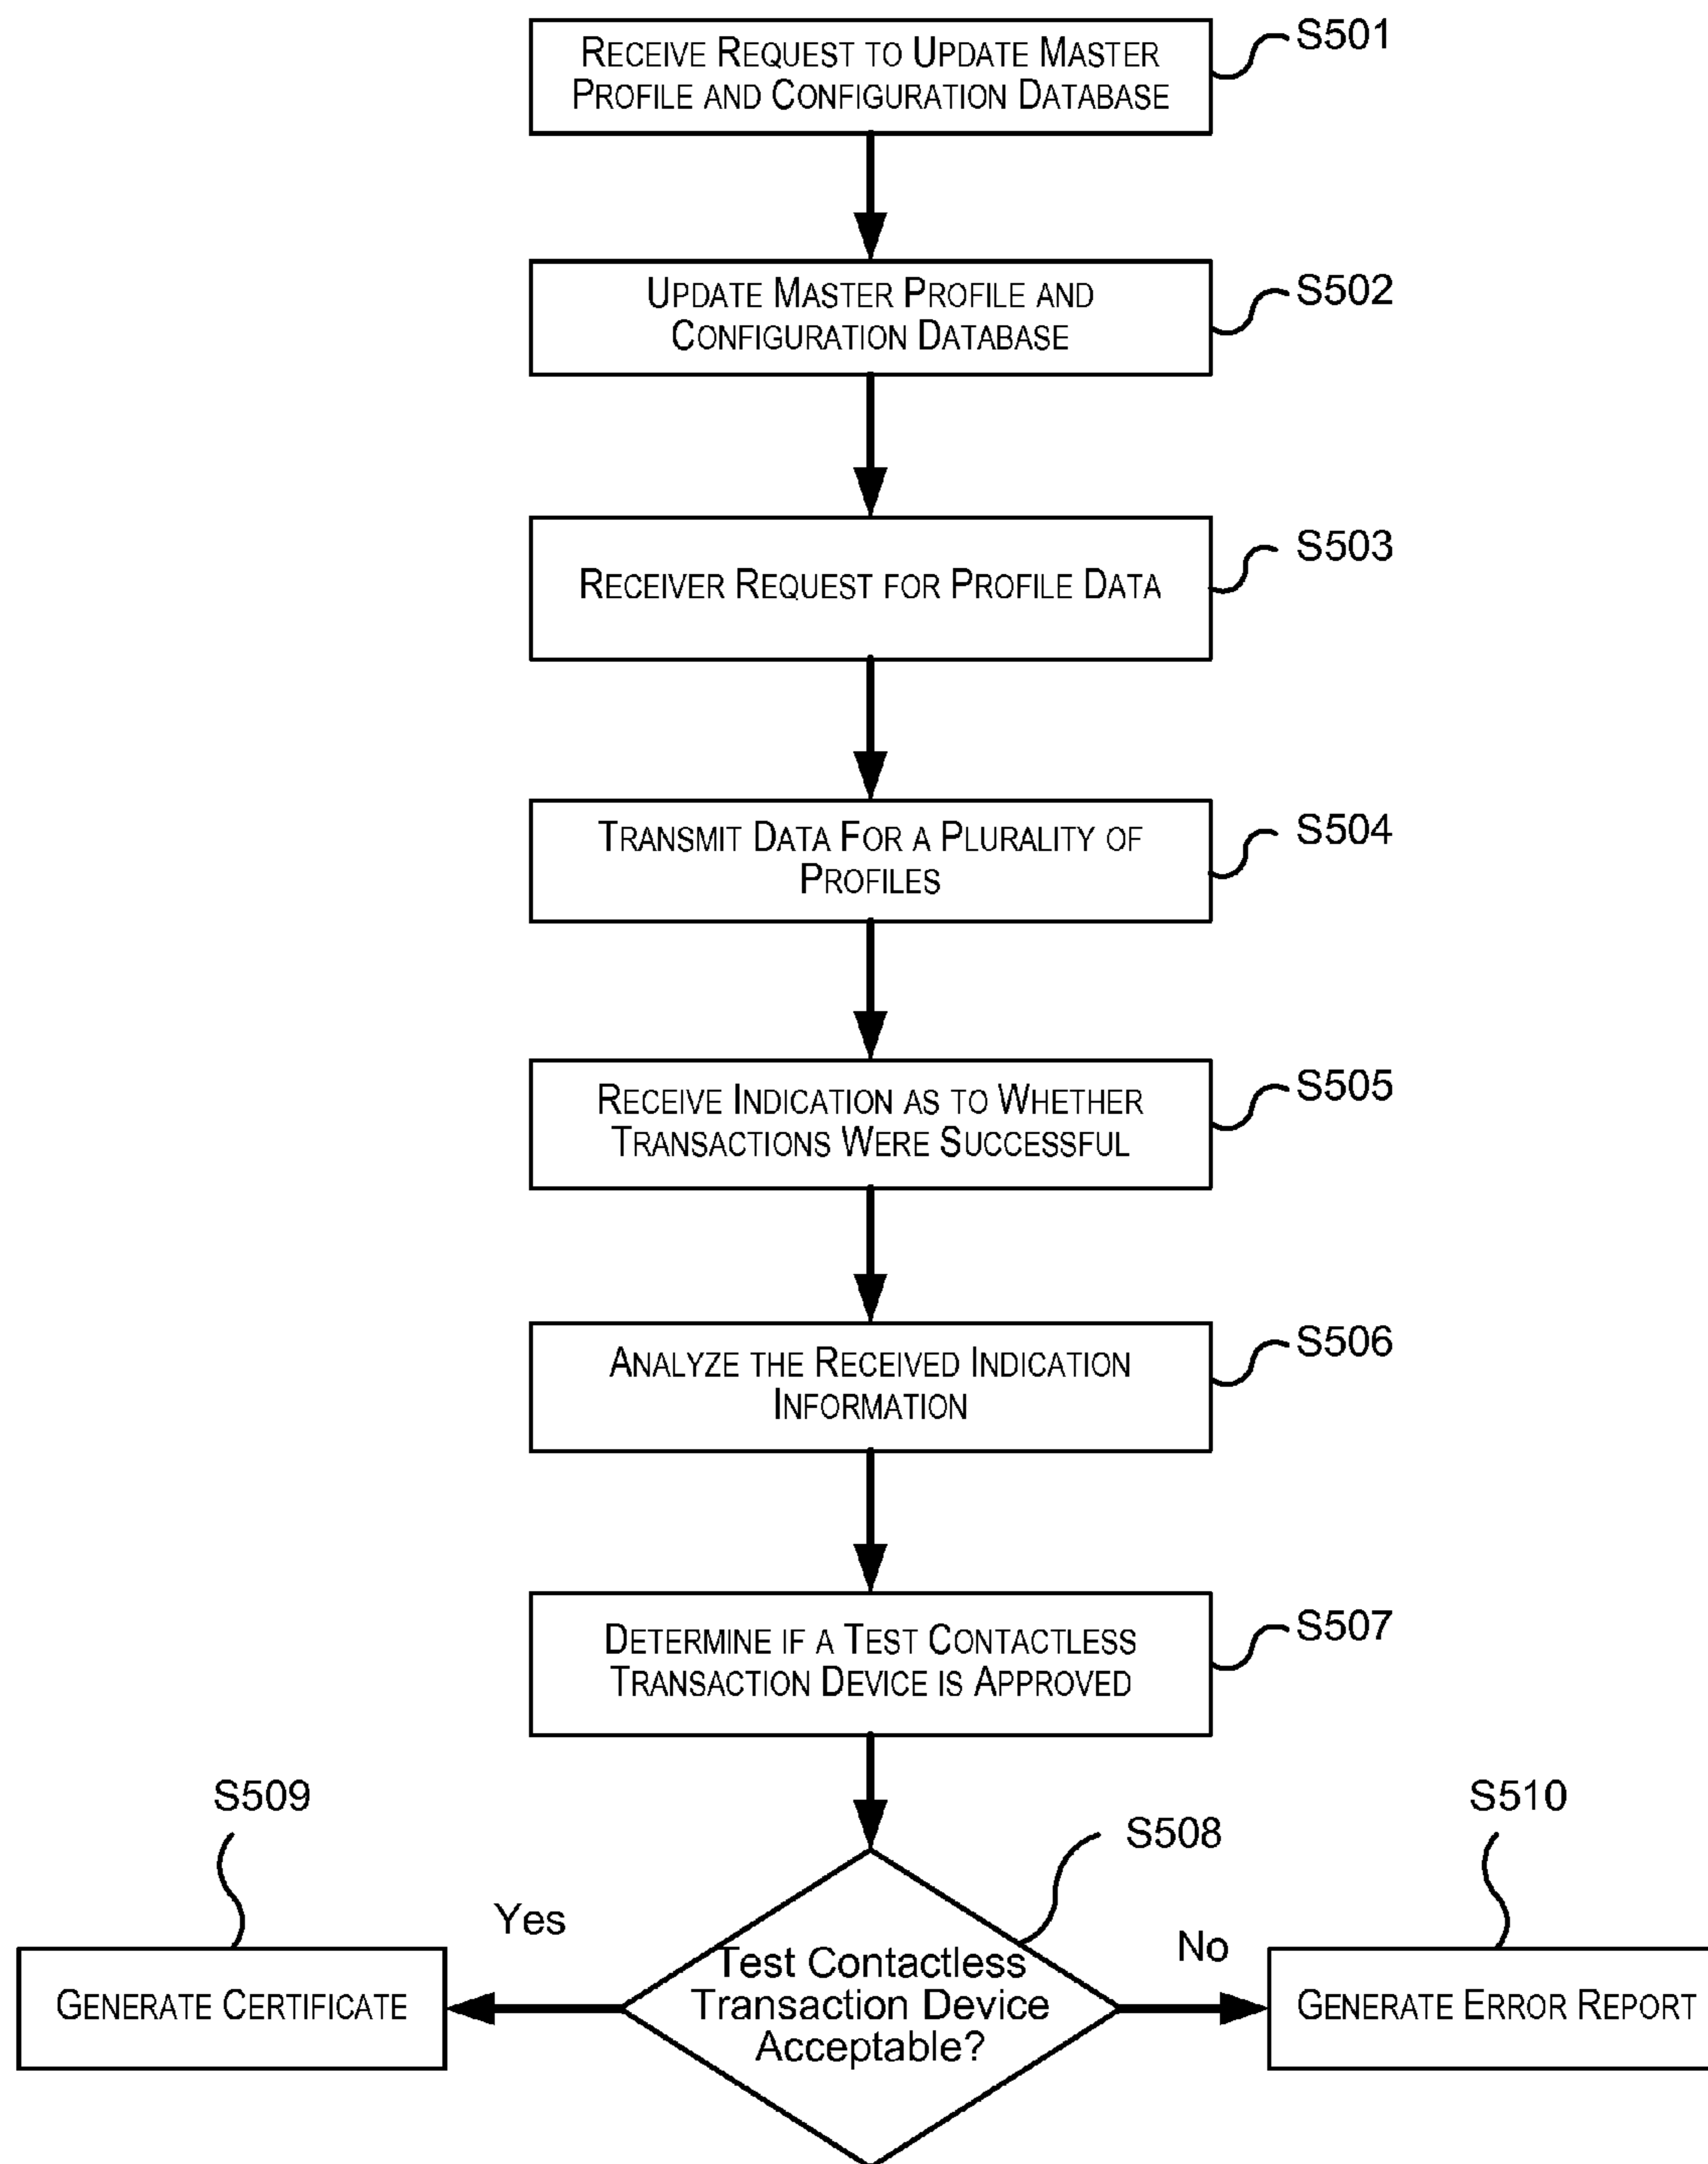 RECEIVE REQUEST TO UPDATE MASTER
PROFILE AND CONFIGURATION DATABASE
S501
UPDATE MASTER PROFILE AND
CONFIGURATION DATABASE
S502
RECEIVER REQUEST FOR PROFILE DATA
S503
TRANSMIT DATA FOR A PLURALITY OF
PROFILES
S504
RECEIVE INDICATION AS TO WHETHER
TRANSACTIONS WERE SUCCESSFUL
S505
ANALYZE THE RECEIVED INDICATION
INFORMATION
S506
DETERMINE IF A TEST CONTACTLESS
TRANSACTION DEVICE IS APPROVED
S507
S508
Test Contactless
Transaction Device
Acceptable?
Yes
S509
GENERATE CERTIFICATE
No
S510
GENERATE ERROR REPORT